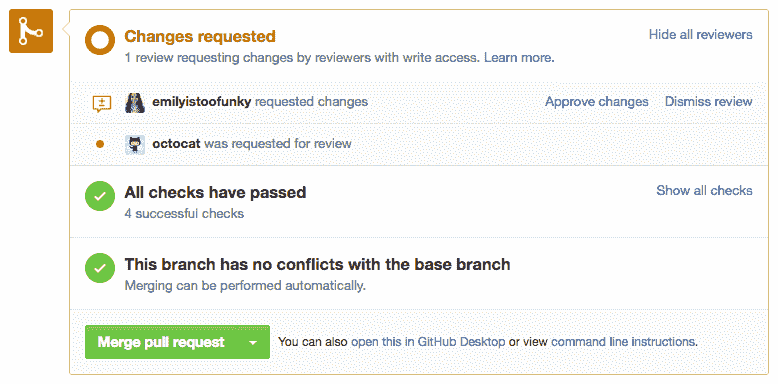 Changes requested
Hide all reviewers
1 review requesting changes by reviewers with write access. Learn more.
emilyistoofunky requested changes
Approve changes
Dismiss review
octocat was requested for review
All checks have passed
Show all checks
4 successful checks
This branch has no conflicts with the base branch
Merging can be performed automatically.
Merge pull request
You can also open this in GitHub Desktop or view command line instructions.